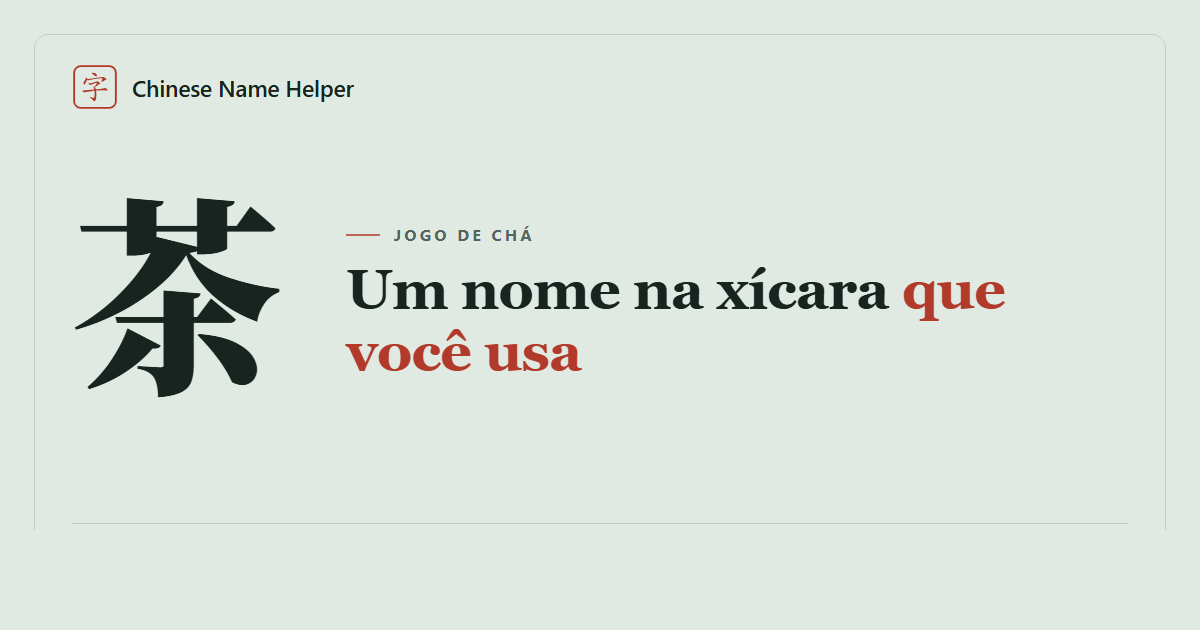 字 Chinese Name Helper
茶
JOGO DE CHÁ
Um nome na xícara que
você usa